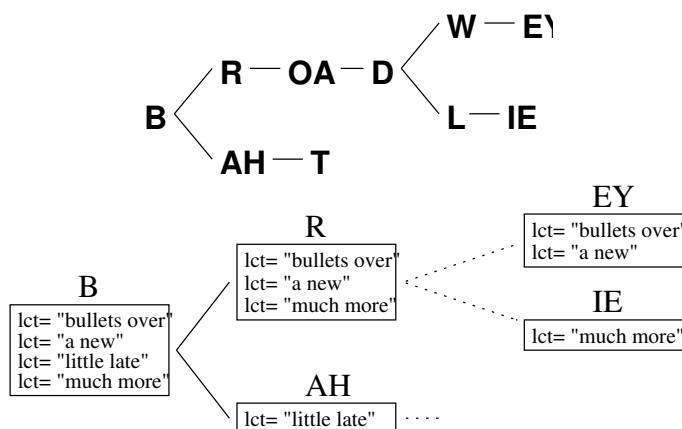 W EY
R OA D
B L IE
AH T
EY
R
lct= "bullets over"
lct= "a new"
lct= "bullets over"
lct= "a new"
lct= "much more"
B
IE
lct= "bullets over"
lct= "a new"
lct= "little late"
lct= "much more"
lct= "much more"
AH
lct= "little late"